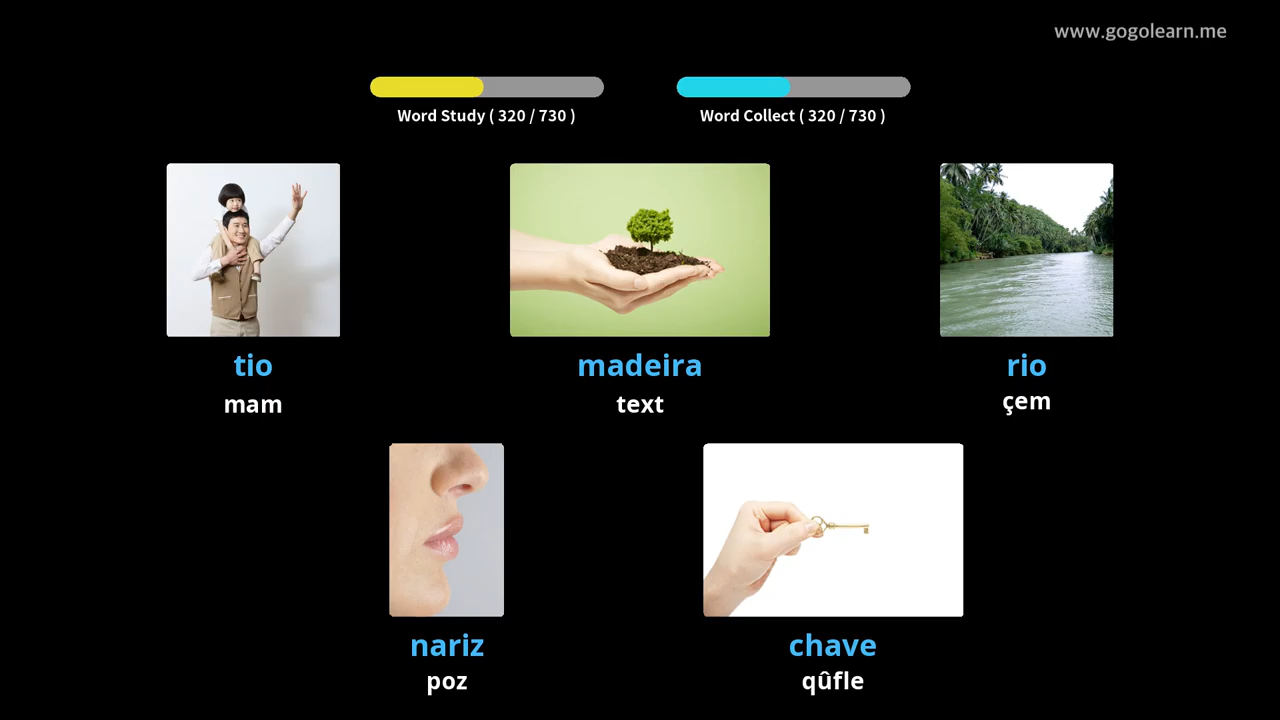 www.gogolearn.me
Word Study ( 320 / 730 )
Word Collect ( 320 / 730 )
tio
mam
madeira
text
rio
çem
nariz
poz
chave
qûfle